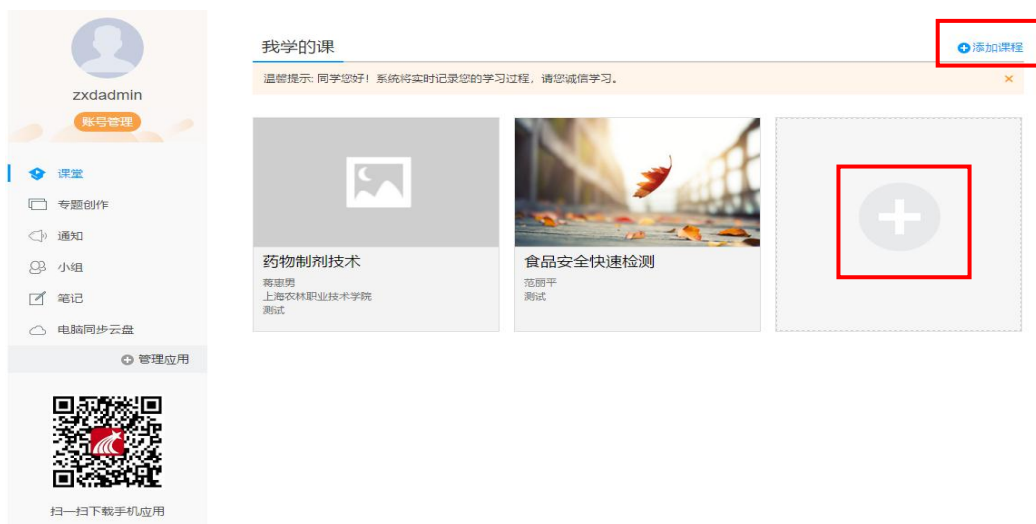 zxdadmin
账号管理
课堂
专题创作
通知
小组
笔记
电脑同步云盘
管理应用
扫一扫下载手机应用
我学的课
添加课程
温馨提示: 同学您好！系统将实时记录您的学习过程，请您诚信学习。
药物制剂技术
蒋思男
上海农林职业技术学院
测试
食品安全快速检测
范丽平
测试